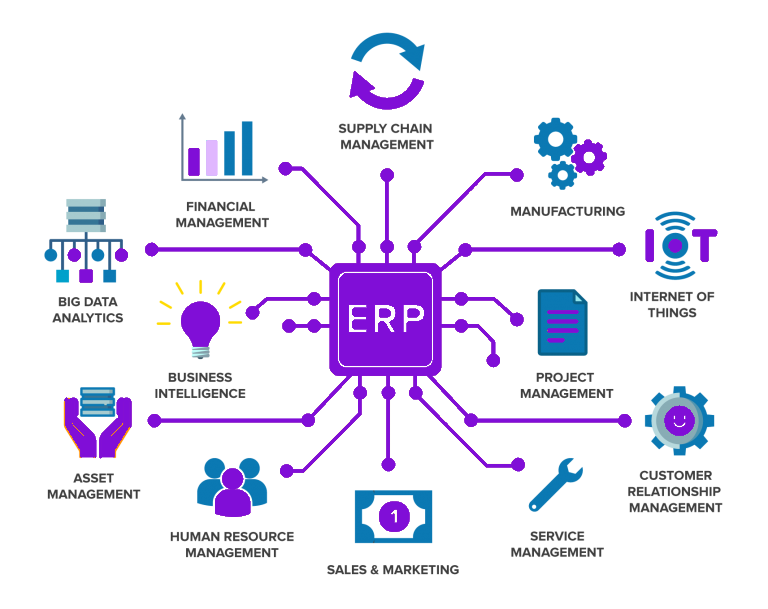 SUPPLY CHAIN
MANAGEMENT
FINANCIAL
MANAGEMENT
MANUFACTURING
BIG DATA
ANALYTICS
IOT
INTERNET OF
THINGS
ERP
BUSINESS
INTELLIGENCE
PROJECT
MANAGEMENT
ASSET
MANAGEMENT
CUSTOMER
RELATIONSHIP
MANAGEMENT
HUMAN RESOURCE
MANAGEMENT
1
SALES & MARKETING
SERVICE
MANAGEMENT